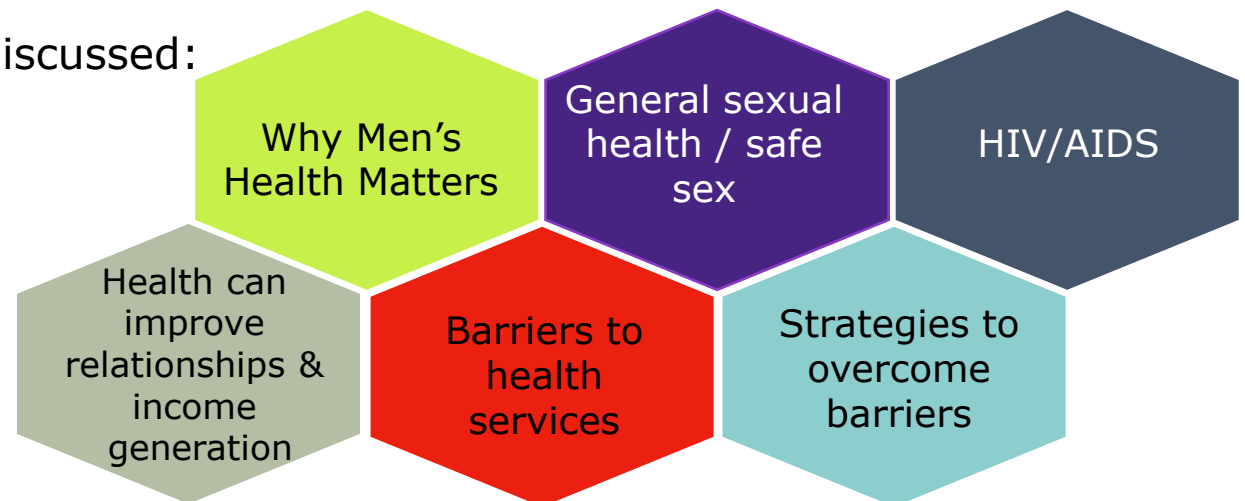 iscussed:
Why Men’s
Health Matters
General sexual
health / safe
sex
HIV/AIDS
Health can
improve
relationships &
income
generation
Barriers to
health
services
Strategies to
overcome
barriers